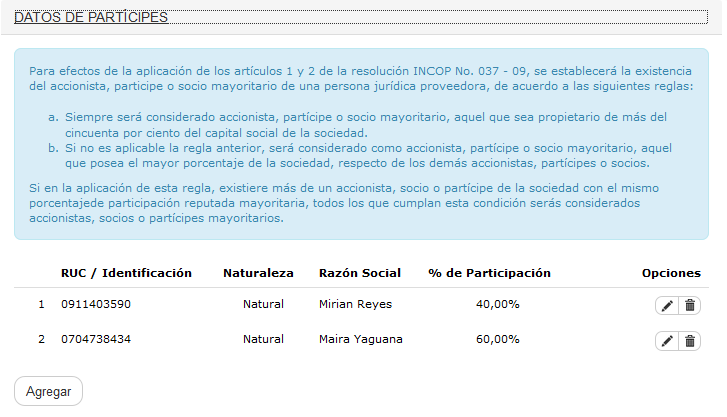 DATOS DE PARTÍCIPES
Para efectos de la aplicación de los artículos 1 y 2 de la resolución INCOP No. 037 - 09, se establecerá la existencia
del accionista, participe o socio mayoritario de una persona jurídica proveedora, de acuerdo a las siguientes reglas:
a. Siempre será considerado accionista, partícipe o socio mayoritario, aquel que sea propietario de más del
cincuenta por ciento del capital social de la sociedad.
b. Si no es aplicable la regla anterior, será considerado como accionista, partícipe o socio mayoritario, aquel
que posea el mayor porcentaje de la sociedad, respecto de los demás accionistas, partícipes o socios.
Si en la aplicación de esta regla, existiere más de un accionista, socio o partícipe de la sociedad con el mismo
porcentajede participación reputada mayoritaria, todos los que cumplan esta condición serás considerados
accionistas, socios o partícipes mayoritarios.
RUC / Identificación Naturaleza Razón Social % de Participación Opciones
1 0911403590 Natural Mirian Reyes 40,00%
2 0704738434 Natural Maira Yaguana 60,00%
Agregar